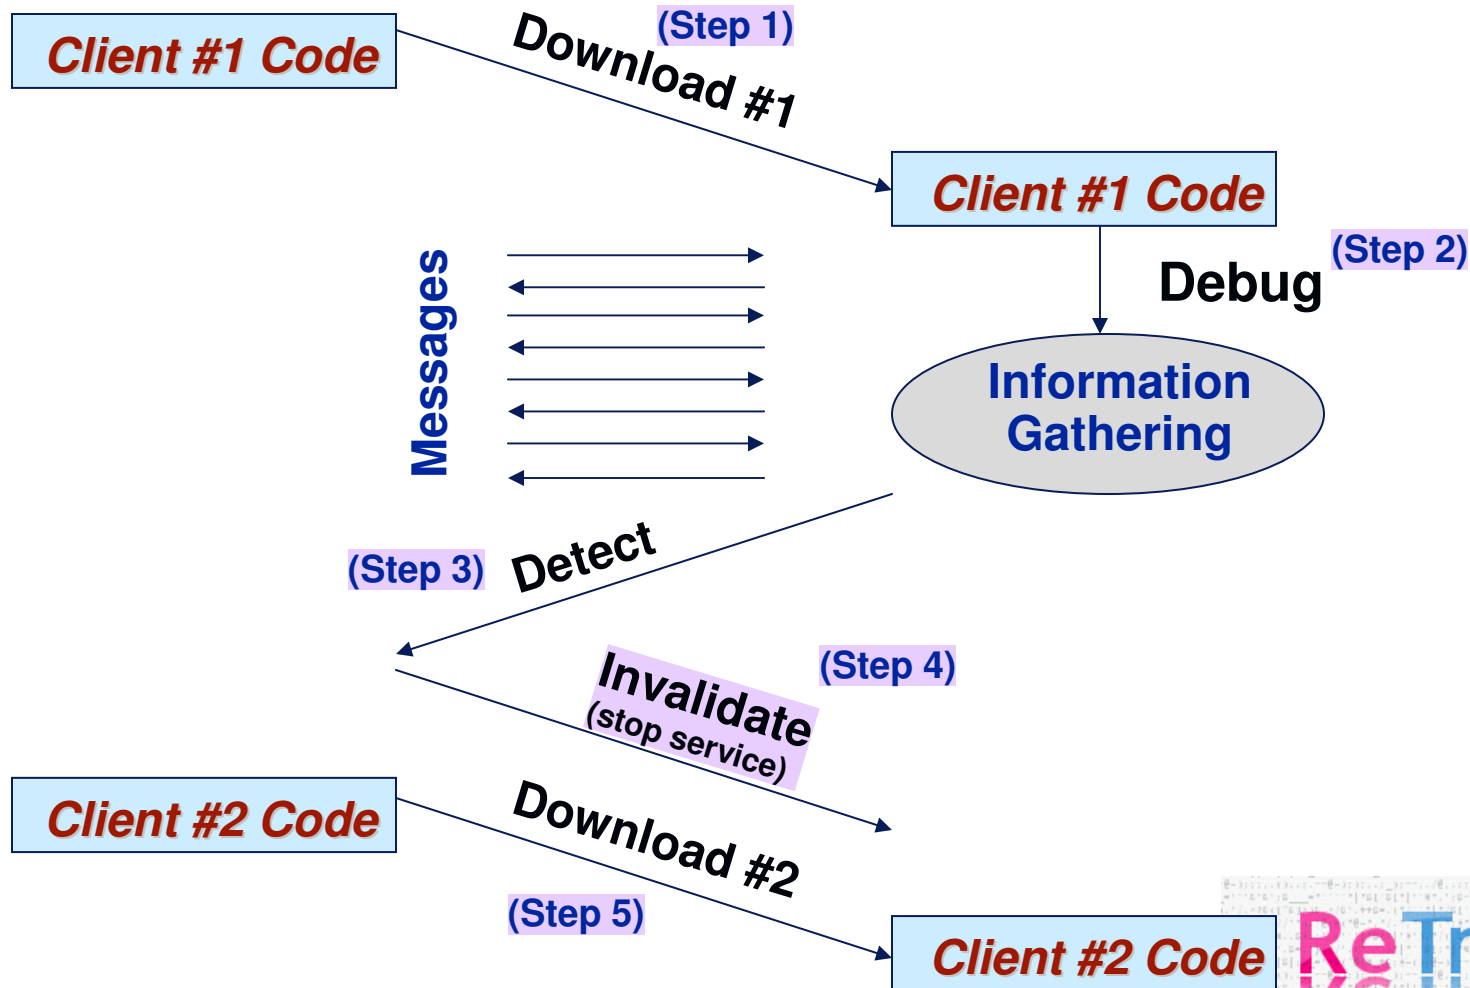 Client #1 Code
(Step 1)
Download #1
Client #1 Code
(Step 2)
Debug
Messages
Information
Gathering
(Step 3)
Detect
(Step 4)
Invalidate
(stop service)
Client #2 Code
Download #2
(Step 5)
Client #2 Code
ReTr